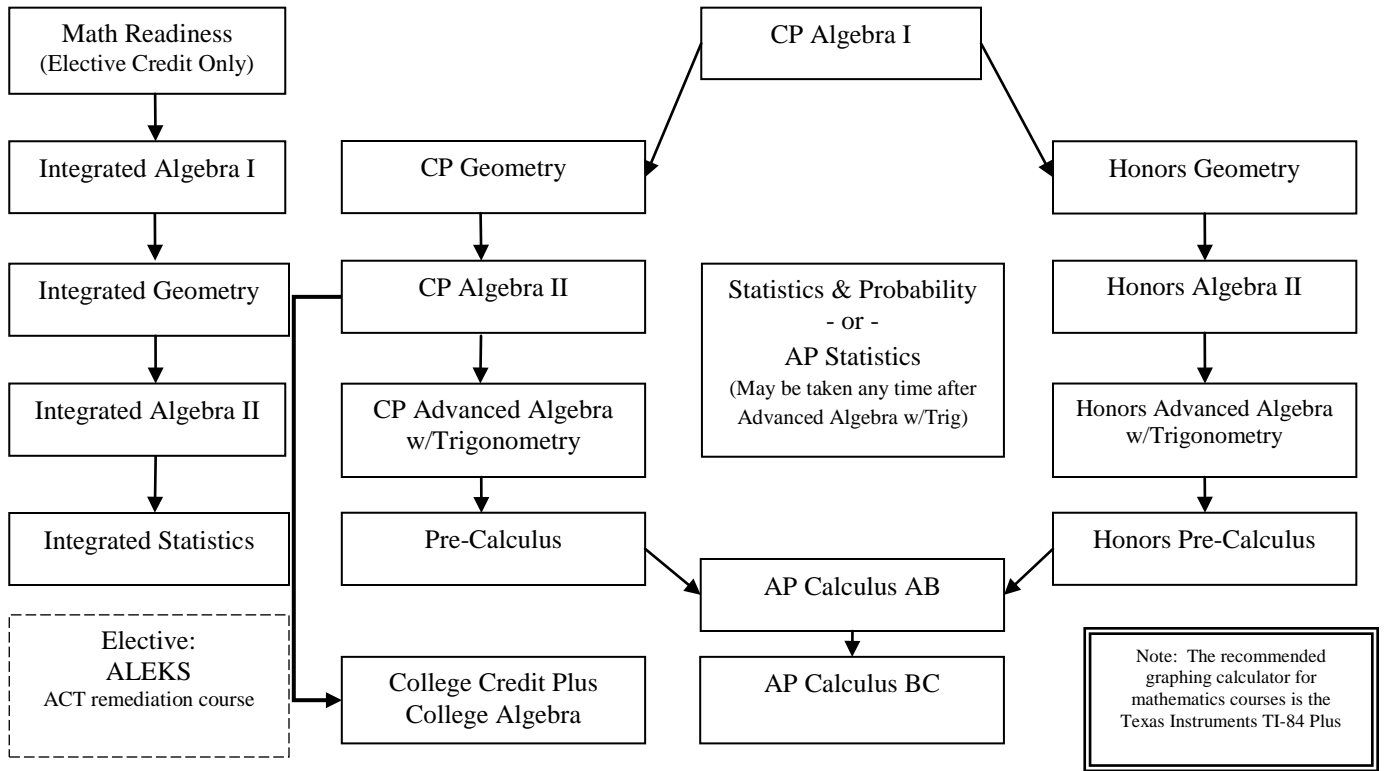 Math Readiness
(Elective Credit Only)
CP Algebra I
Integrated Algebra I
CP Geometry
Honors Geometry
Integrated Geometry
CP Algebra II
Statistics & Probability
- or -
AP Statistics
(May be taken any time after
Advanced Algebra w/Trig)
Honors Algebra II
Integrated Algebra II
CP Advanced Algebra
w/Trigonometry
Honors Advanced Algebra
w/Trigonometry
Integrated Statistics
Pre-Calculus
Honors Pre-Calculus
AP Calculus AB
Elective:
ALEKS
ACT remediation course
College Credit Plus
College Algebra
AP Calculus BC
Note: The recommended
graphing calculator for
mathematics courses is the
Texas Instruments TI-84 Plus